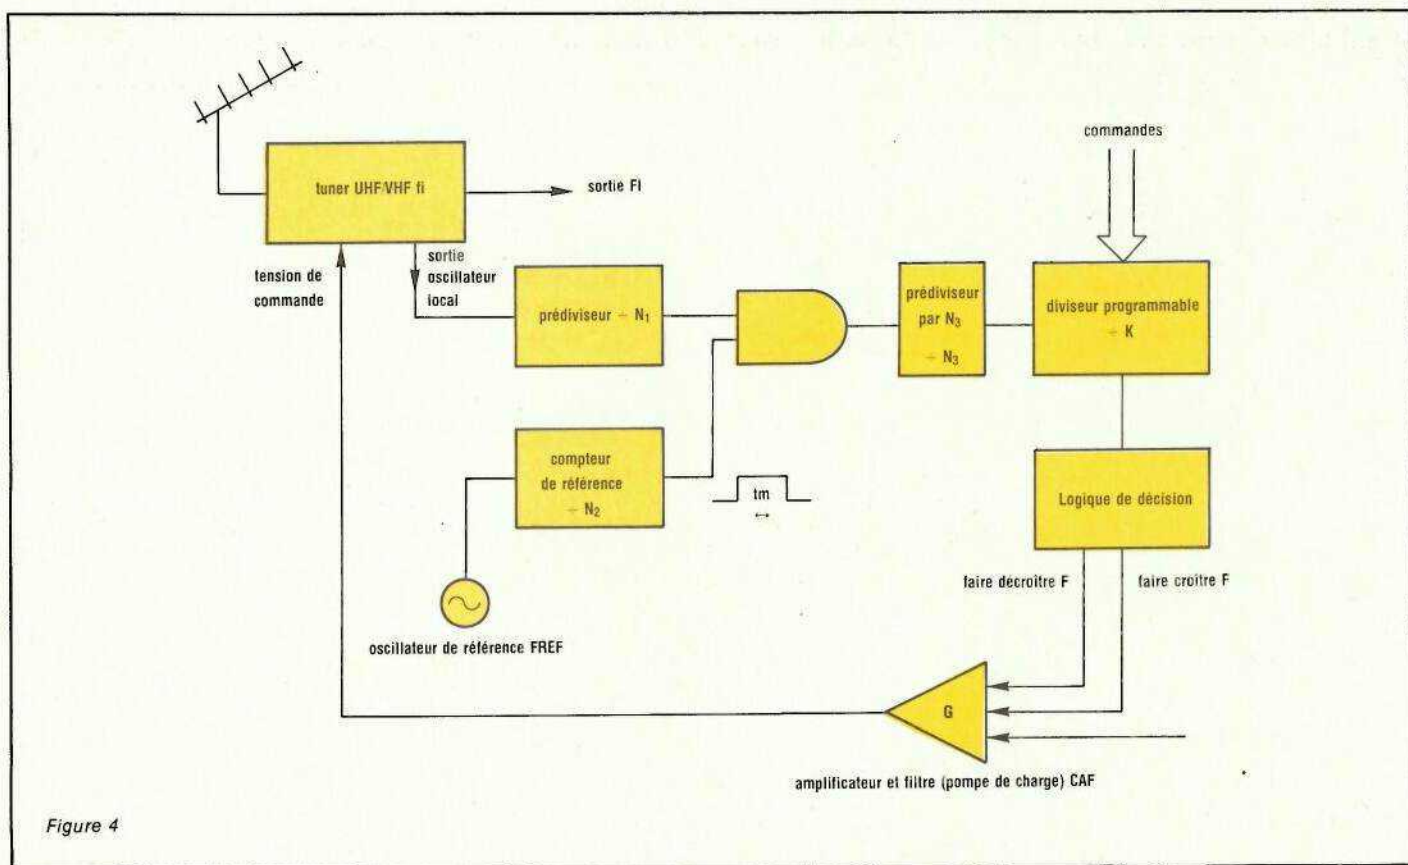 commandes
tuner UHF/VHF fi
sortie FI
tension de
commande
sortie
oscillateur
local
prédiviseur ÷ N₁
prédiviseur
par N₃
÷ N₃
diviseur programmable
÷ K
compteur
de référence
÷ N₂
tm
Logique de décision
faire décroître F
faire croître F
oscillateur de référence FREF
G
amplificateur et filtre (pompe de charge) CAF
Figure 4